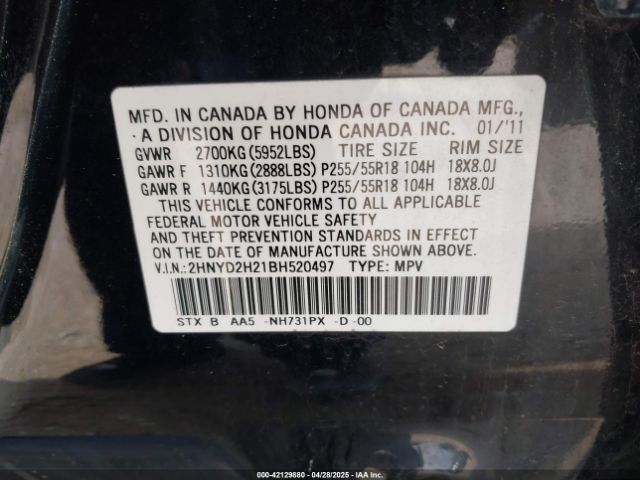 MFD. IN CANADA BY HONDA OF CANADA MFG.,
A DIVISION OF HONDA CANADA INC. 01/'11
GVWR 2700KG(5952LBS) TIRE SIZE RIM SIZE
GAWR F 1310KG(2888LBS)P255/55R18 104H 18X8.0J
GAWR R 1440KG(3175LBS)P255/55R18 104H 18X8.0J
THIS VEHICLE CONFORMS TO ALL APPLICABLE
FEDERAL MOTOR VEHICLE SAFETY
AND THEFT PREVENTION STANDARDS IN EFFECT
ON THE DATE OF MANUFACTURE SHOWN ABOVE.
V.I.N.: 2HNYD2H21BH520497 TYPE: MPV
STX B AA5 -NH731PX -D -00
000-42129880 04/28/2025 - IAA Inc.